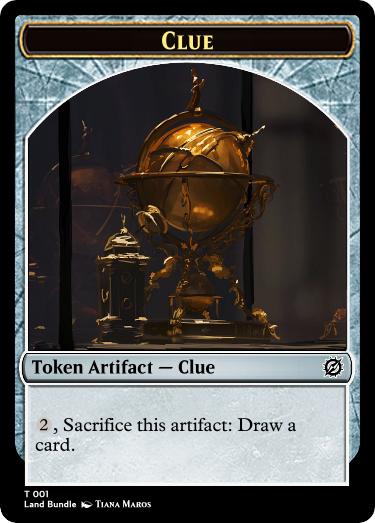 CLUE
Token Artifact — Clue
2, Sacrifice this artifact: Draw a
card.
T 001
Land Bundle TIANA MAROS